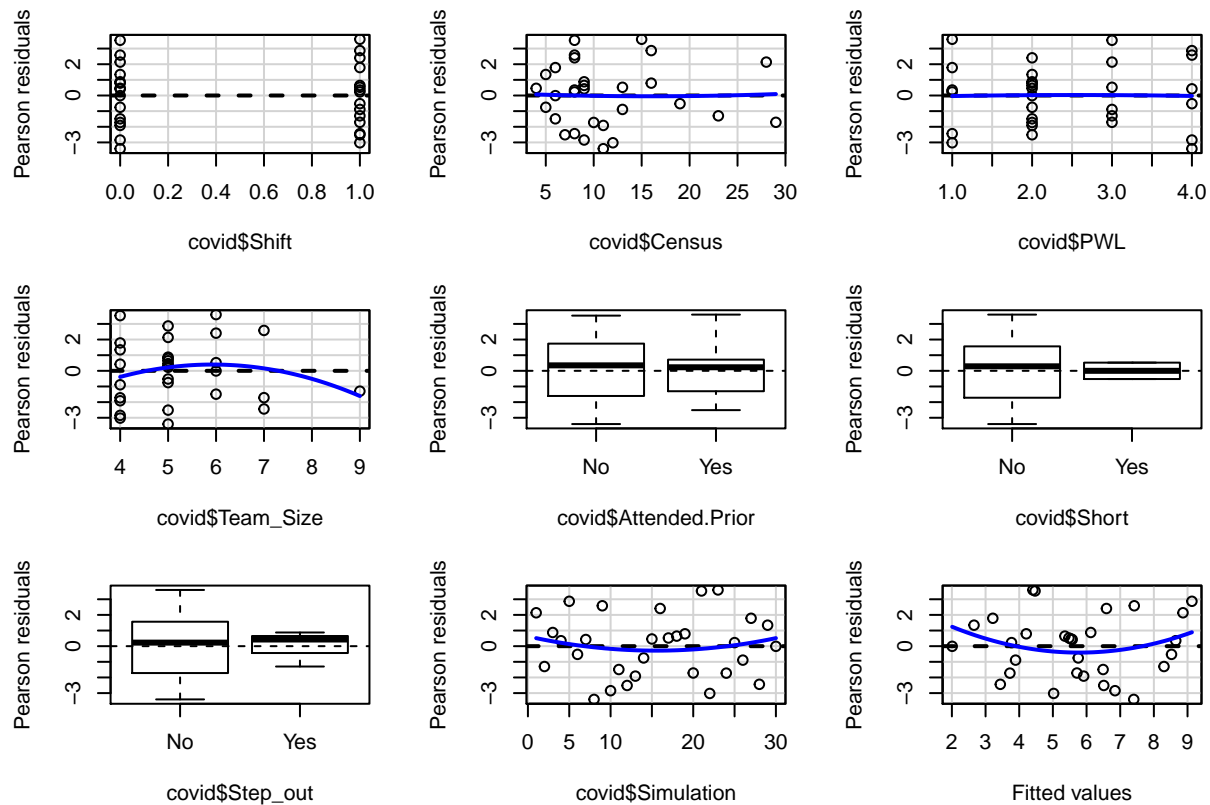 Pearson residuals
2
0
−3
0.0 0.2 0.4 0.6 0.8 1.0
covid$Shift
Pearson residuals
2
0
−3
5 10 15 20 25 30
covid$Census
Pearson residuals
2
0
−3
1.0 2.0 3.0 4.0
covid$PWL
Pearson residuals
2
0
−3
4 5 6 7 8 9
covid$Team_Size
Pearson residuals
2
0
−3
No Yes
covid$Attended.Prior
Pearson residuals
2
0
−3
No Yes
covid$Short
Pearson residuals
2
0
−3
No Yes
covid$Step_out
Pearson residuals
2
0
−3
0 5 10 20 30
covid$Simulation
Pearson residuals
2
0
−3
2 3 4 5 6 7 8 9
Fitted values